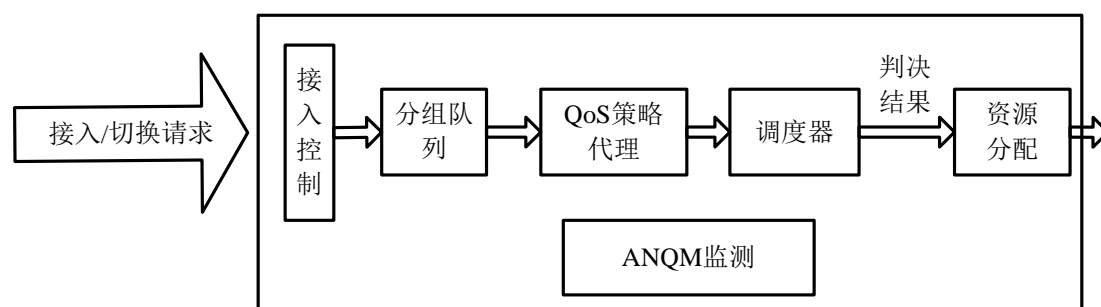 接入/切换请求
接
入
控
制
分组队
列
QoS策略
代理
调度器
判决
结果
资源
分配
ANQM监测